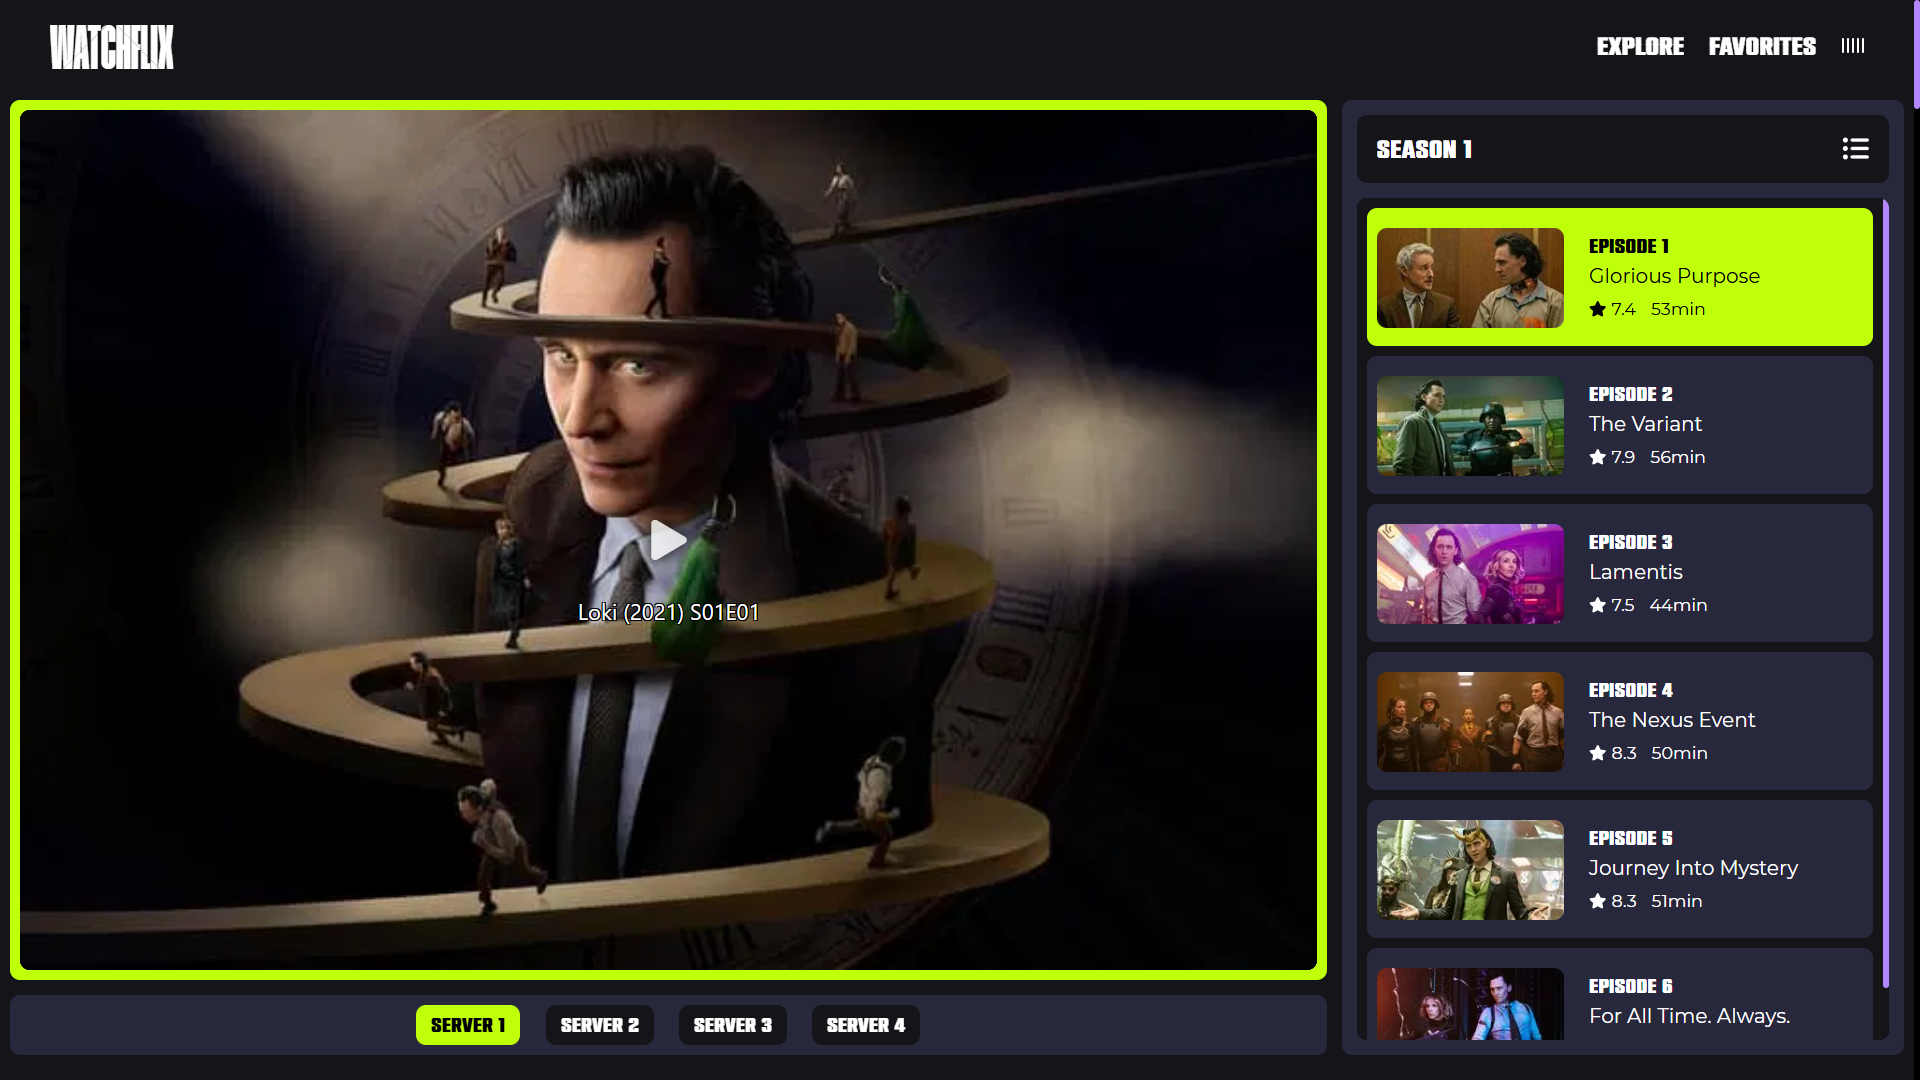 WATCHFLIX
EXPLORE
FAVORITES
Loki (2021) S01E01
SERVER 1
SERVER 2
SERVER 3
SERVER 4
SEASON 1
EPISODE 1
Glorious Purpose
7.4 53min
EPISODE 2
The Variant
7.9 56min
EPISODE 3
Lamentis
7.5 44min
EPISODE 4
The Nexus Event
8.3 50min
EPISODE 5
Journey Into Mystery
8.3 51min
EPISODE 6
For All Time. Always.